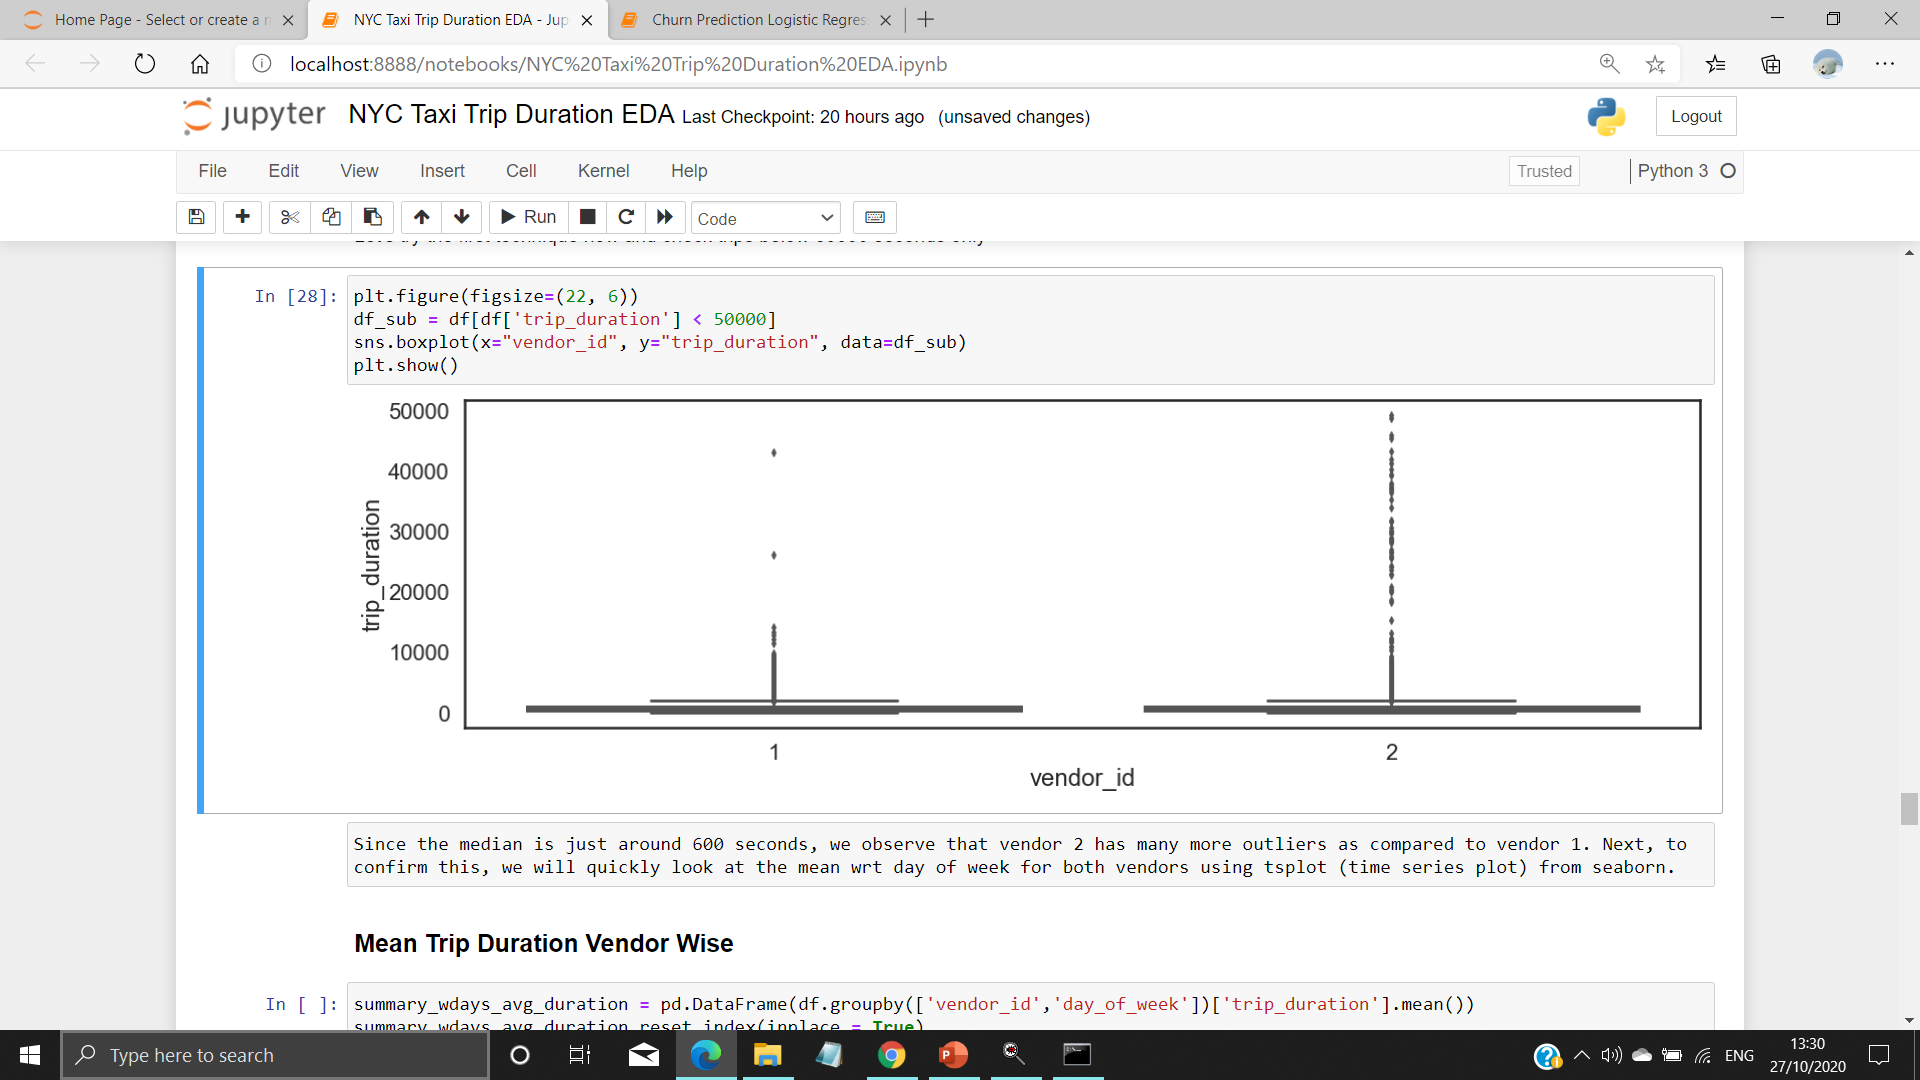 Home Page - Select or create a n
NYC Taxi Trip Duration EDA - Jup
Churn Prediction Logistic Regres
localhost:8888/notebooks/NYC%20Taxi%20Trip%20Duration%20EDA.ipynb
jupyter NYC Taxi Trip Duration EDA Last Checkpoint: 20 hours ago (unsaved changes)
Logout
File Edit View Insert Cell Kernel Help
Trusted
Python 3
Run
Code
In [28]:
plt.figure(figsize=(22, 6))
df_sub = df[df['trip_duration'] < 50000]
sns.boxplot(x="vendor_id", y="trip_duration", data=df_sub)
plt.show()
50000
40000
30000
20000
10000
0
trip_duration
1
2
vendor_id
Since the median is just around 600 seconds, we observe that vendor 2 has many more outliers as compared to vendor 1. Next, to
confirm this, we will quickly look at the mean wrt day of week for both vendors using tsplot (time series plot) from seaborn.
Mean Trip Duration Vendor Wise
In [ ]:
summary_wdays_avg_duration = pd.DataFrame(df.groupby(['vendor_id','day_of_week'])['trip_duration'].mean())
summary_wdays_avg_duration.reset_index(inplace = True)
Type here to search
ENG
13:30
27/10/2020